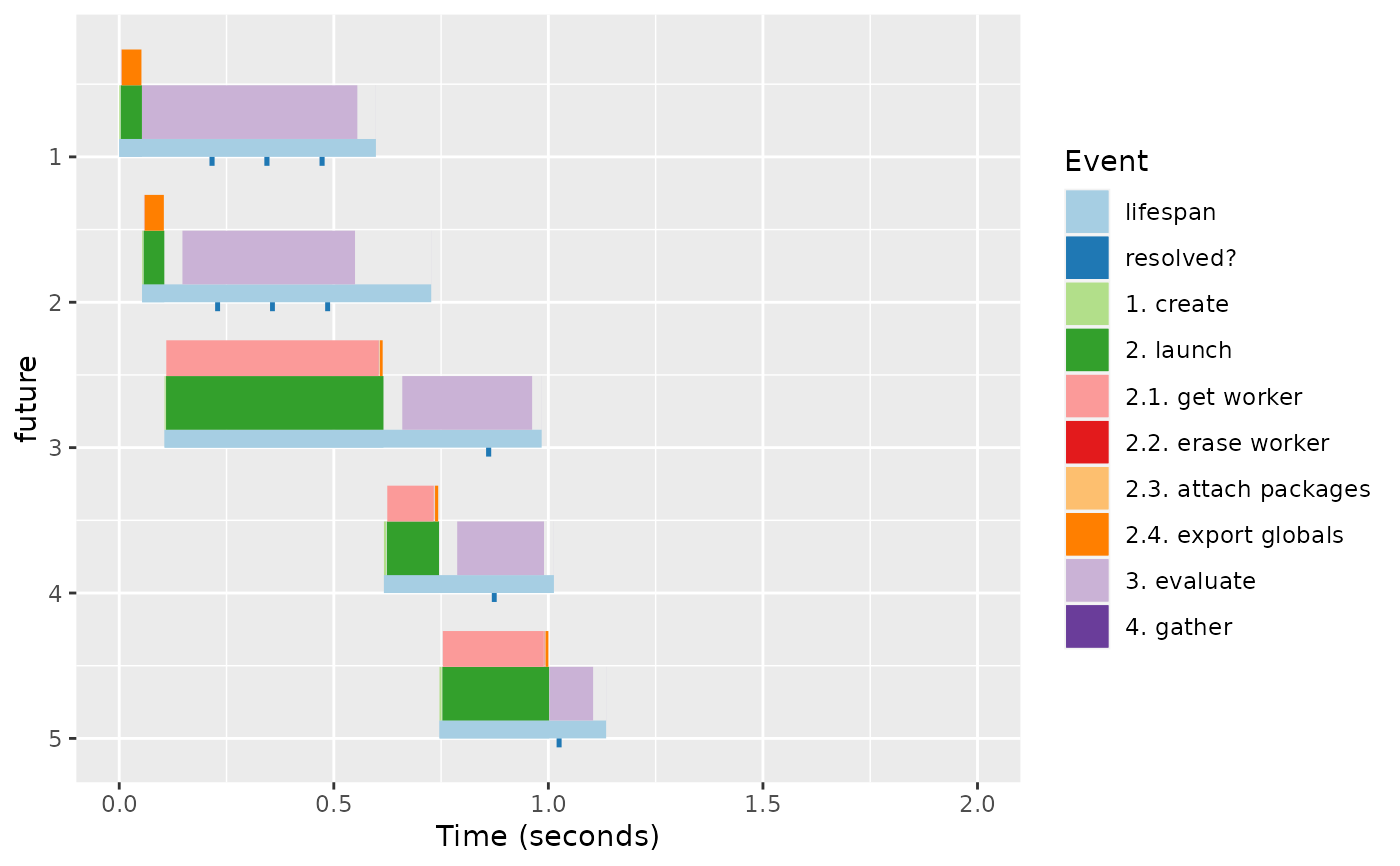 future
1
2
3
4
5
0.0 0.5 1.0 1.5 2.0
Time (seconds)
Event
lifespan
resolved?
1. create
2. launch
2.1. get worker
2.2. erase worker
2.3. attach packages
2.4. export globals
3. evaluate
4. gather